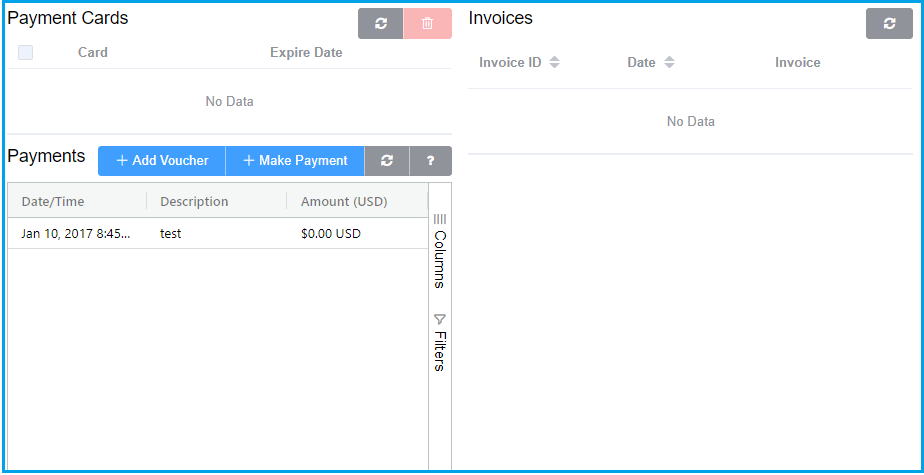 Payment Cards
Card Expire Date
No Data
Payments + Add Voucher + Make Payment ?
Date/Time Description Amount (USD)
Jan 10, 2017 8:45... test $0.00 USD
Columns
Filters
Invoices
Invoice ID Date Invoice
No Data